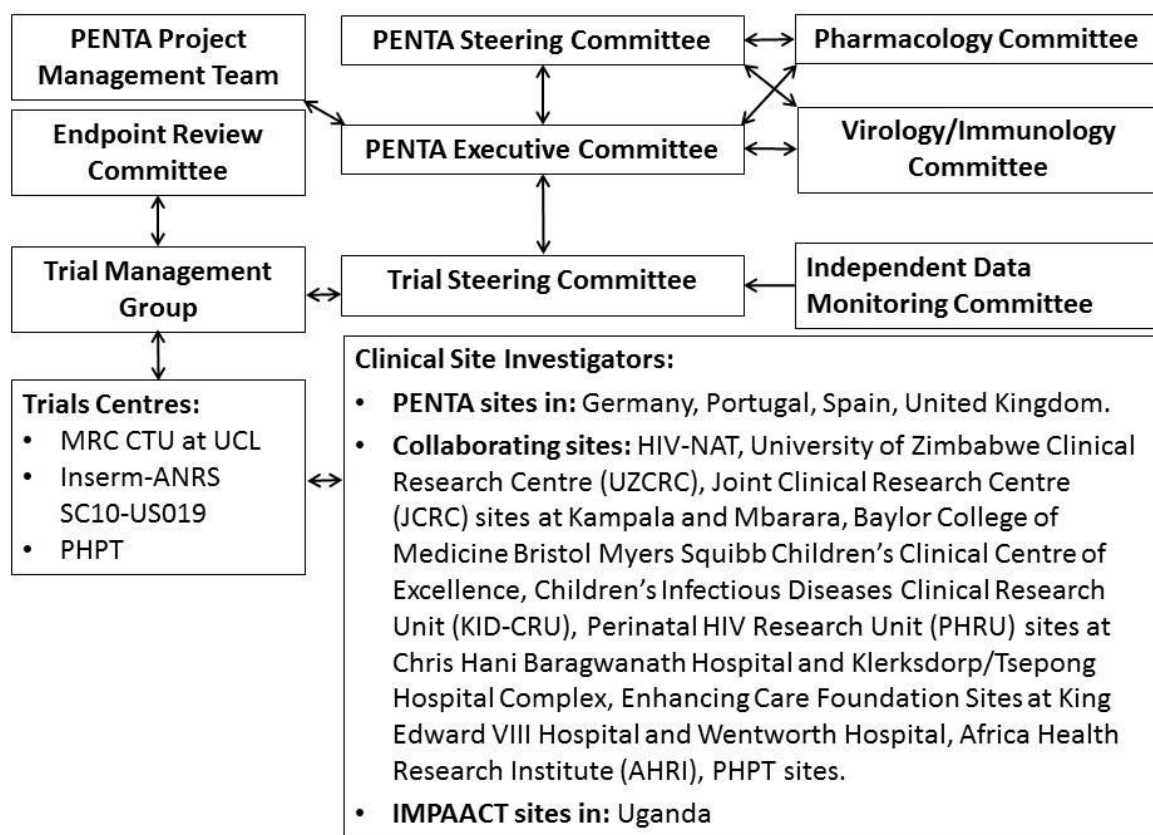 PENTA Project
Management Team
PENTA Steering Committee
Pharmacology Committee
Endpoint Review
Committee
PENTA Executive Committee
Virology/Immunology
Committee
Trial Management
Group
Trial Steering Committee
Independent Data
Monitoring Committee
Trials Centres:
• MRC CTU at UCL
• Inserm-ANRS
SC10-US019
• PHPT
Clinical Site Investigators:
• PENTA sites in: Germany, Portugal, Spain, United Kingdom.
• Collaborating sites: HIV-NAT, University of Zimbabwe Clinical
Research Centre (UZCRC), Joint Clinical Research Centre
(JCRC) sites at Kampala and Mbarara, Baylor College of
Medicine Bristol Myers Squibb Children’s Clinical Centre of
Excellence, Children’s Infectious Diseases Clinical Research
Unit (KID-CRU), Perinatal HIV Research Unit (PHRU) sites at
Chris Hani Baragwanath Hospital and Klerksdorp/Tsepong
Hospital Complex, Enhancing Care Foundation Sites at King
Edward VIII Hospital and Wentworth Hospital, Africa Health
Research Institute (AHRI), PHPT sites.
• IMPAACT sites in: Uganda